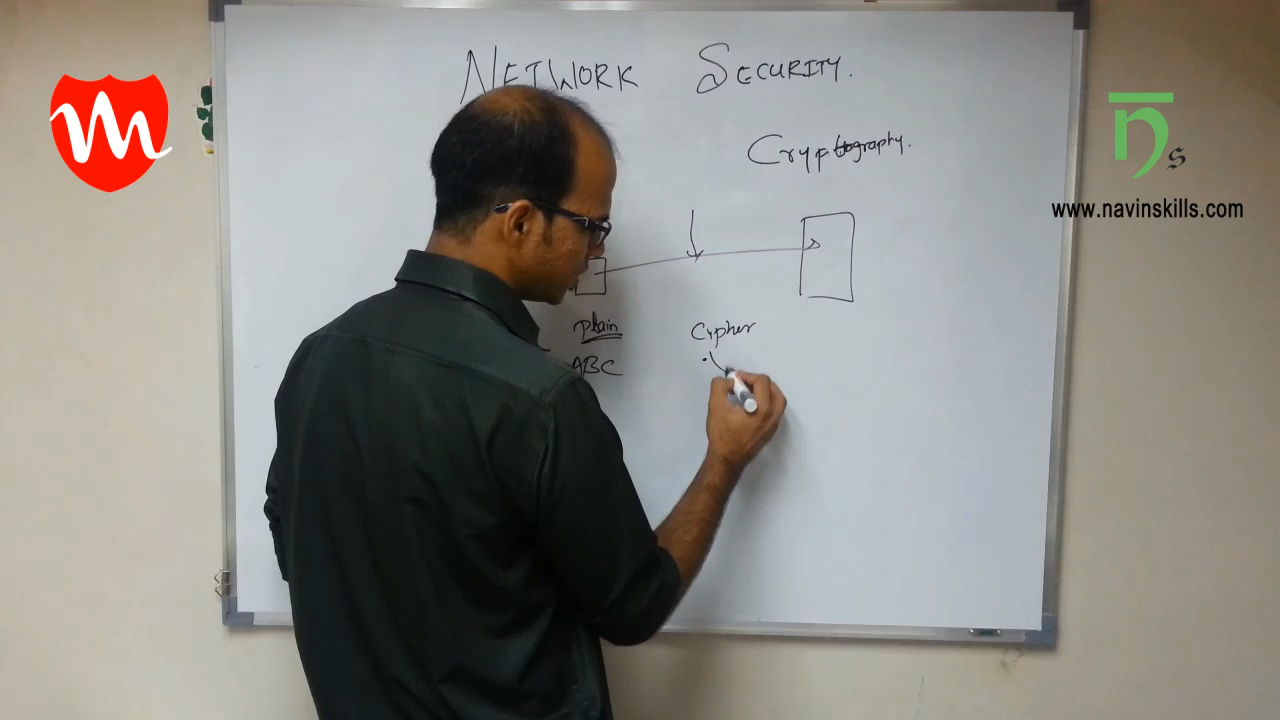 NETWORK SECURITY.
Cryptography.
Plain Cypher
ABC
n s
www.navinskills.com